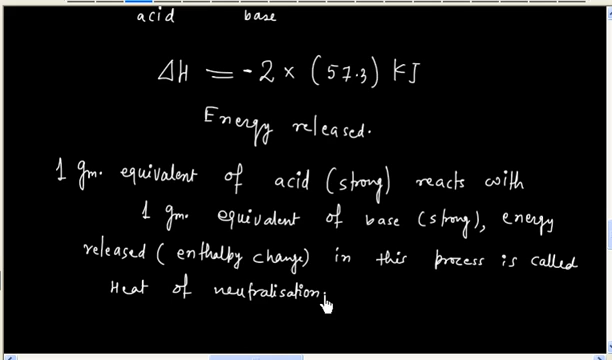 acid base
ΔH = -2 × (57.3) KJ
Energy released.
1 gm. equivalent of acid (strong) reacts with
1 gm. equivalent of base (strong), energy
released (enthalpy change) in this process is called
Heat of neutralisation.